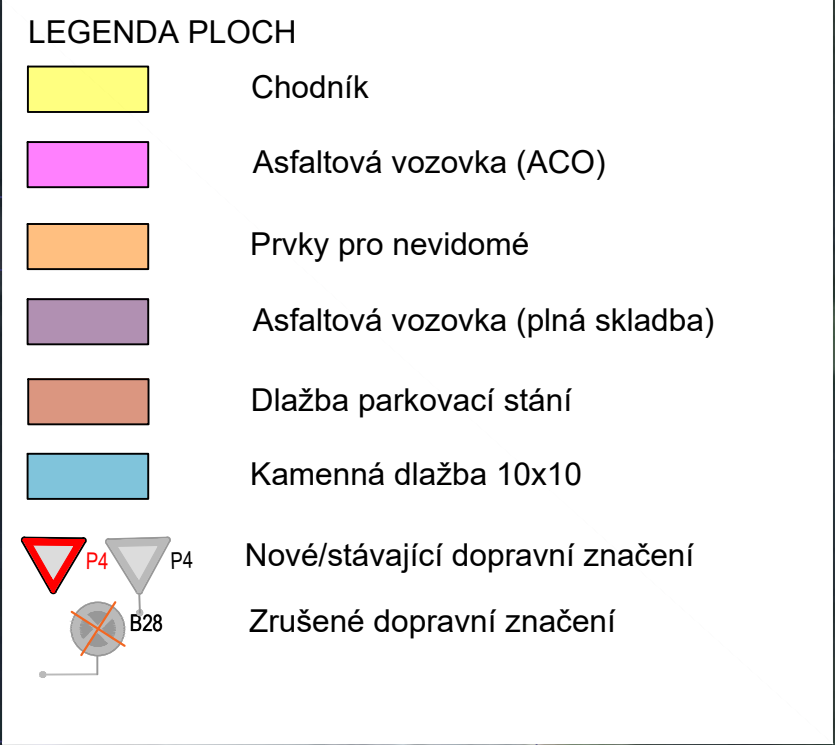 LEGENDA PLOCH
Chodník
Asfaltová vozovka (ACO)
Prvky pro nevidomé
Asfaltová vozovka (plná skladba)
Dlažba parkovací stání
Kamenná dlažba 10x10
P4 P4 Nové/stávající dopravní značení
B28 Zrušené dopravní značení